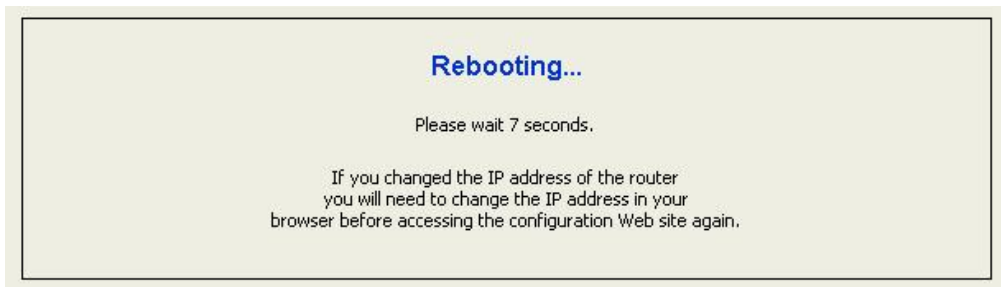 Rebooting...
Please wait 7 seconds.
If you changed the IP address of the router
you will need to change the IP address in your
browser before accessing the configuration Web site again.